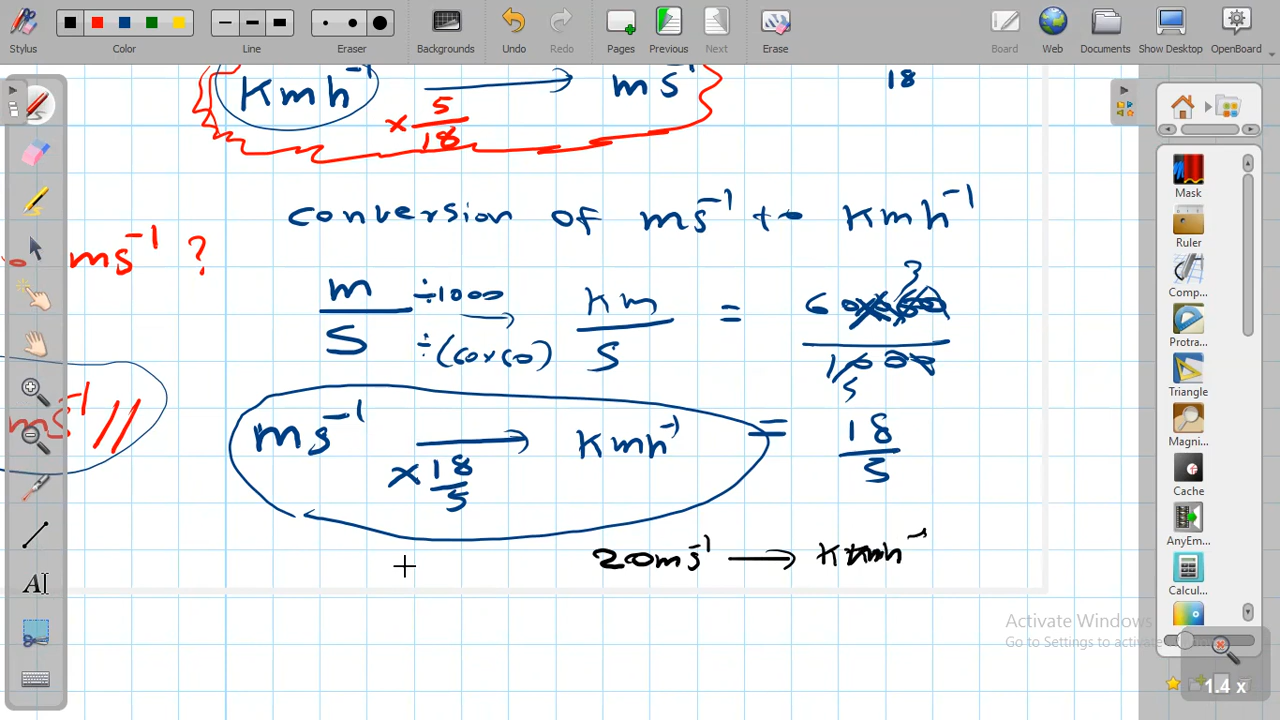 Stylus Color Line Eraser Backgrounds Undo Redo Pages Previous Next Erase Board Web Documents Show Desktop OpenBoard
Kmh⁻¹ → ms⁻¹ 18
× 5/18
conversion of ms⁻¹ to Kmh⁻¹
ms⁻¹ ?
m/s ÷1000 → km/s =
÷(60×60)
ms⁻¹ //
ms⁻¹ → Kmh⁻¹ = 18/5
× 18/5
20ms⁻¹ → Kmh⁻¹
Mask
Ruler
Comp...
Protra...
Triangle
Magni...
Cache
AnyEm...
Calcul...
Activate Windows
Go to Settings to activate
1.4 x
AI